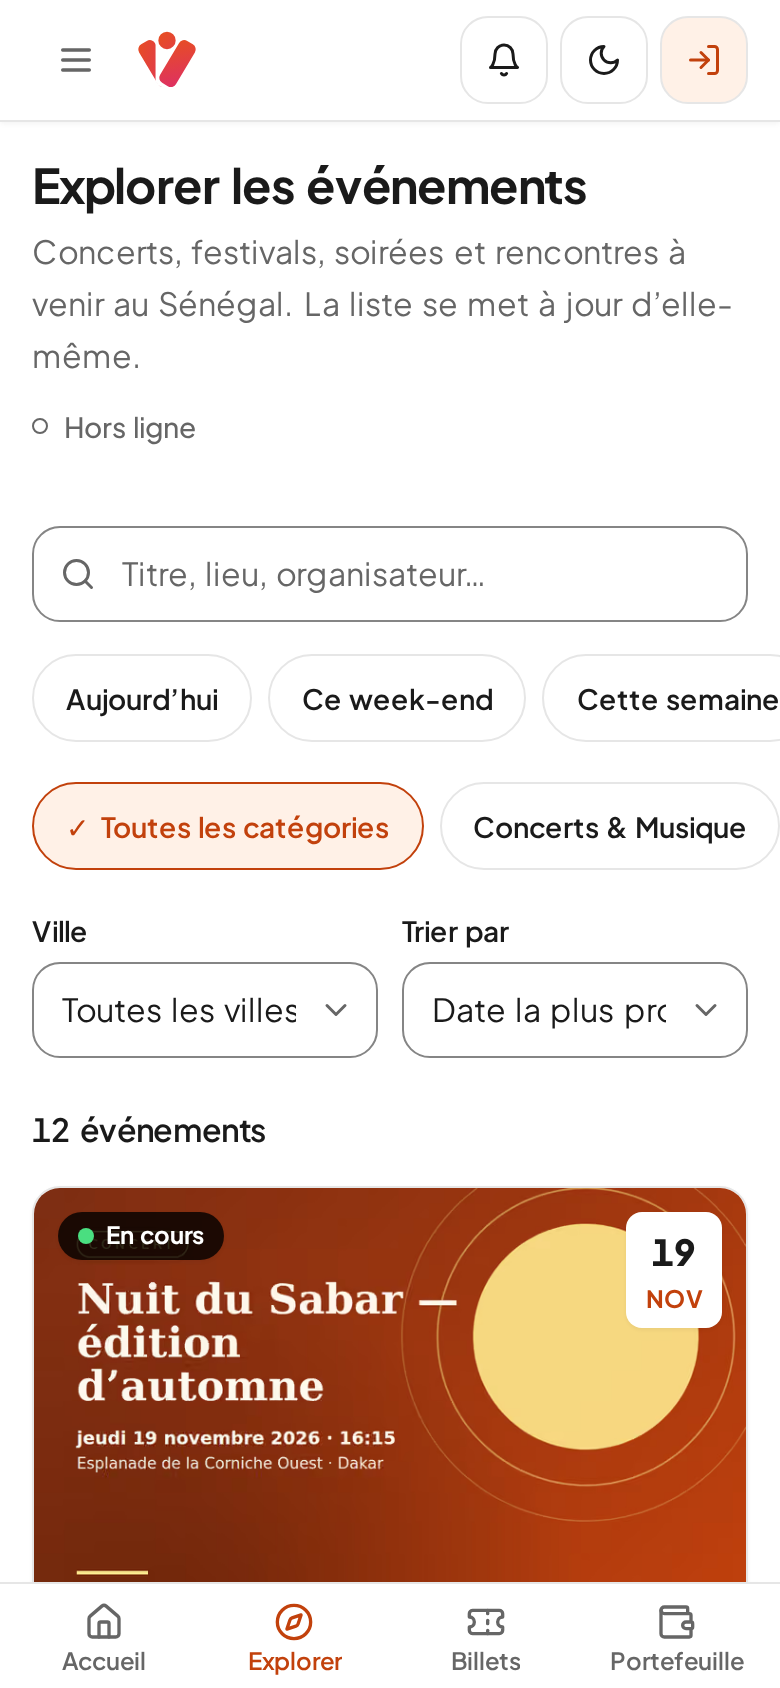 Explorer les événements
Concerts, festivals, soirées et rencontres à
venir au Sénégal. La liste se met à jour d’elle-
même.
Hors ligne
Titre, lieu, organisateur...
Aujourd’hui
Ce week-end
Cette semaine
✓ Toutes les catégories
Concerts & Musique
Ville
Trier par
Toutes les villes
Date la plus pro
12 événements
En cours
19
NOV
Nuit du Sabar —
édition
d’automne
jeudi 19 novembre 2026 · 16:15
Esplanade de la Corniche Ouest · Dakar
Accueil
Explorer
Billets
Portefeuille